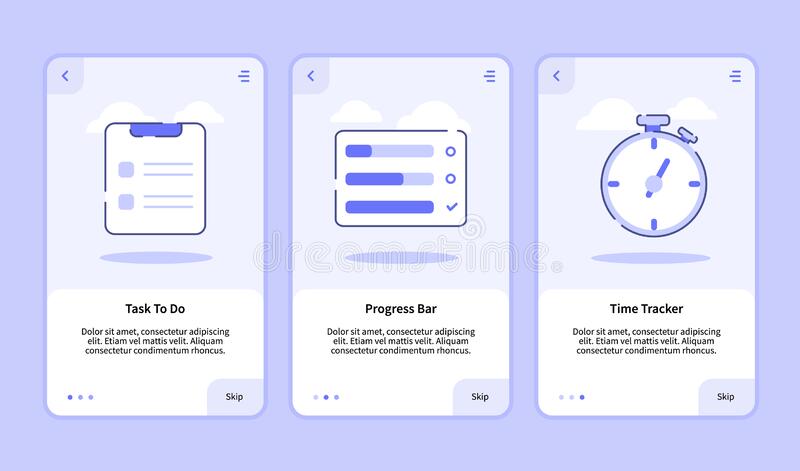 Task To Do
Dolor sit amet, consectetur adipiscing
elit. Etiam vel mattis velit. Aliquam
consectetur condimentum rhoncus.
Skip
Progress Bar
Dolor sit amet, consectetur adipiscing
elit. Etiam vel mattis velit. Aliquam
consectetur condimentum rhoncus.
Skip
Time Tracker
Dolor sit amet, consectetur adipiscing
elit. Etiam vel mattis velit. Aliquam
consectetur condimentum rhoncus.
Skip
dreamstime.com